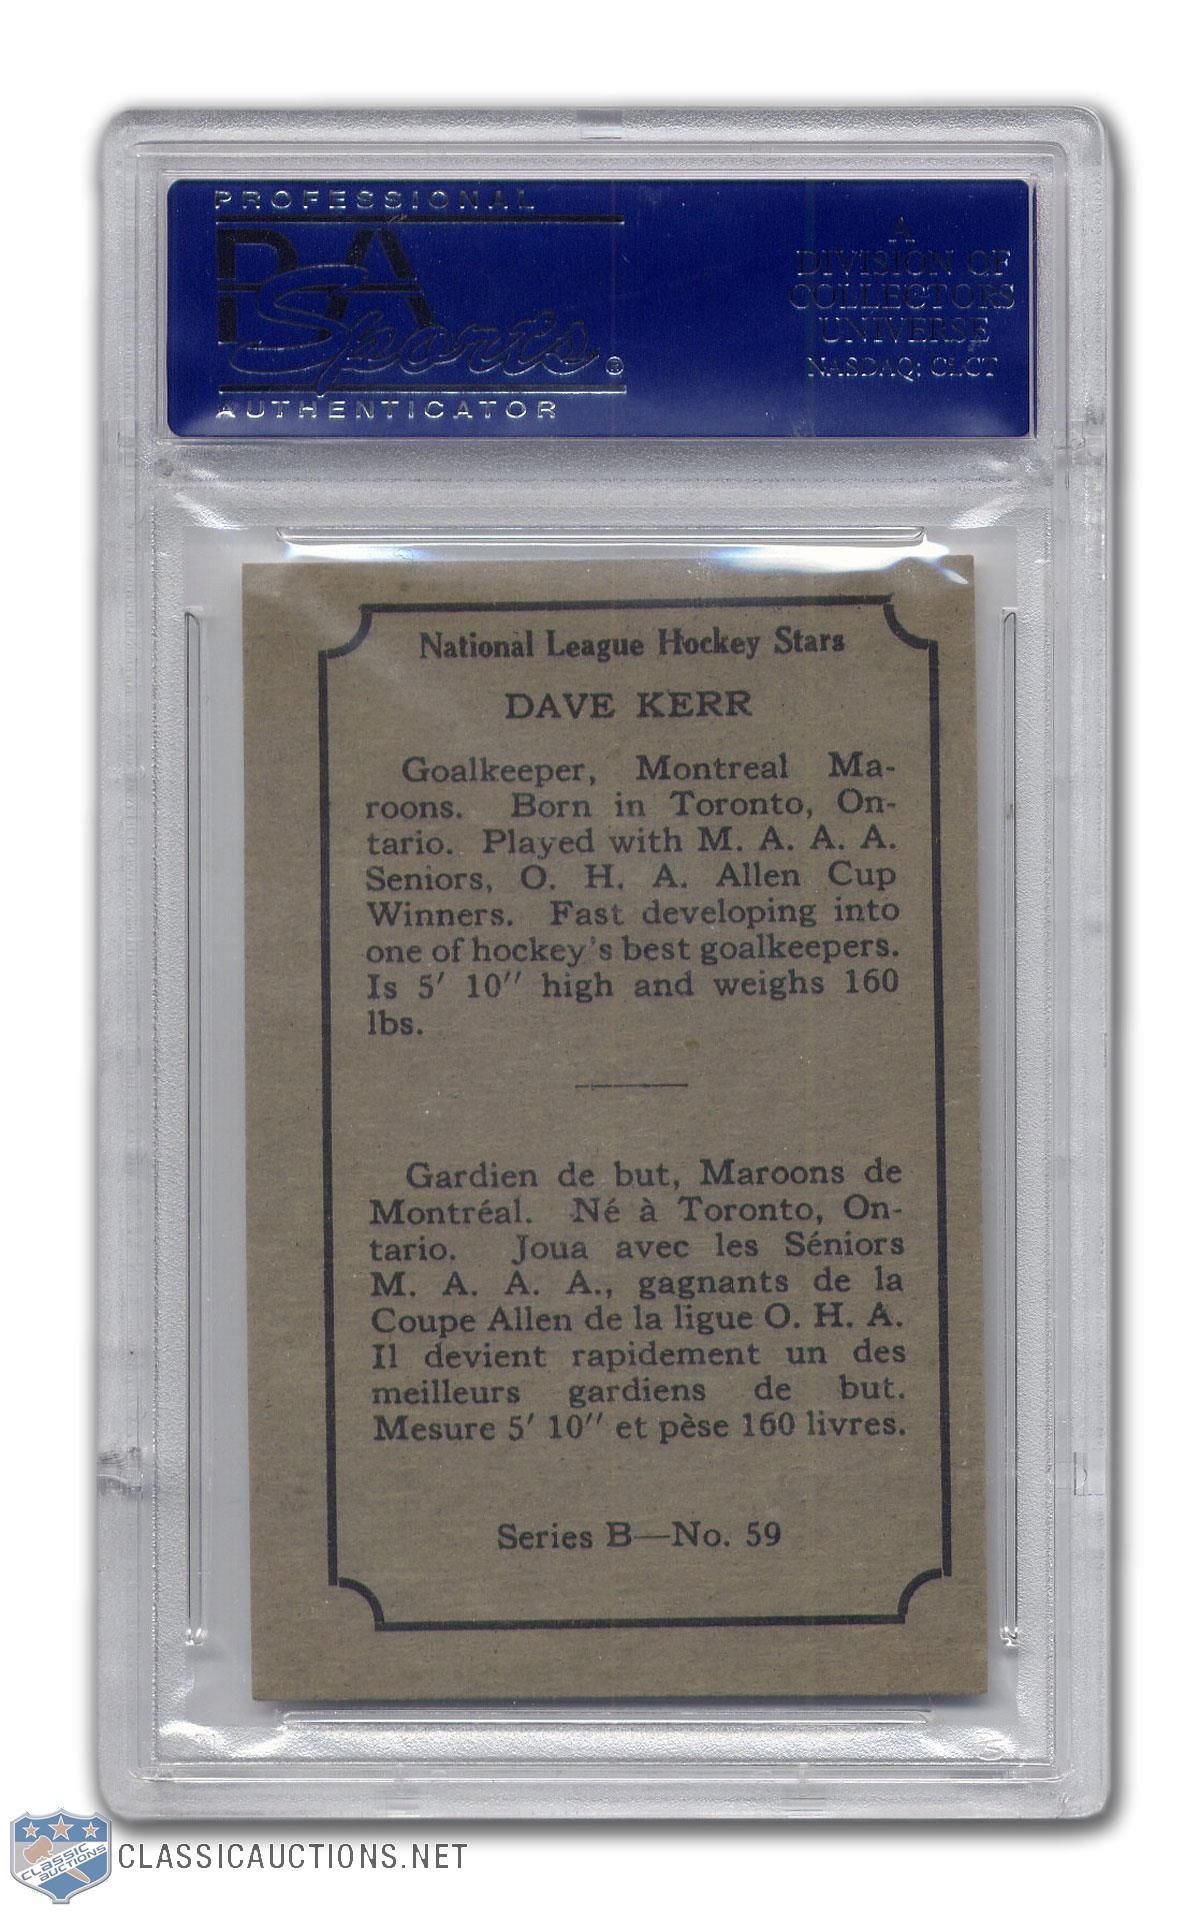 PROFESSIONAL
PSA
Sports®
AUTHENTICATOR
A
DIVISION OF
COLLECTORS
UNIVERSE
NASDAQ: CLCT
National League Hockey Stars
DAVE KERR
Goalkeeper, Montreal Ma-
roons. Born in Toronto, On-
tario. Played with M. A. A. A.
Seniors, O. H. A. Allen Cup
Winners. Fast developing into
one of hockey's best goalkeepers.
Is 5′ 10″ high and weighs 160
lbs.
Gardien de but, Maroons de
Montréal. Né à Toronto, On-
tario. Joua avec les Séniors
M. A. A. A., gagnants de la
Coupe Allen de la ligue O. H. A.
Il devient rapidement un des
meilleurs gardiens de but.
Mesure 5′ 10″ et pèse 160 livres.
Series B—No. 59
CLASSIC
AUCTIONS
CLASSICAUCTIONS.NET